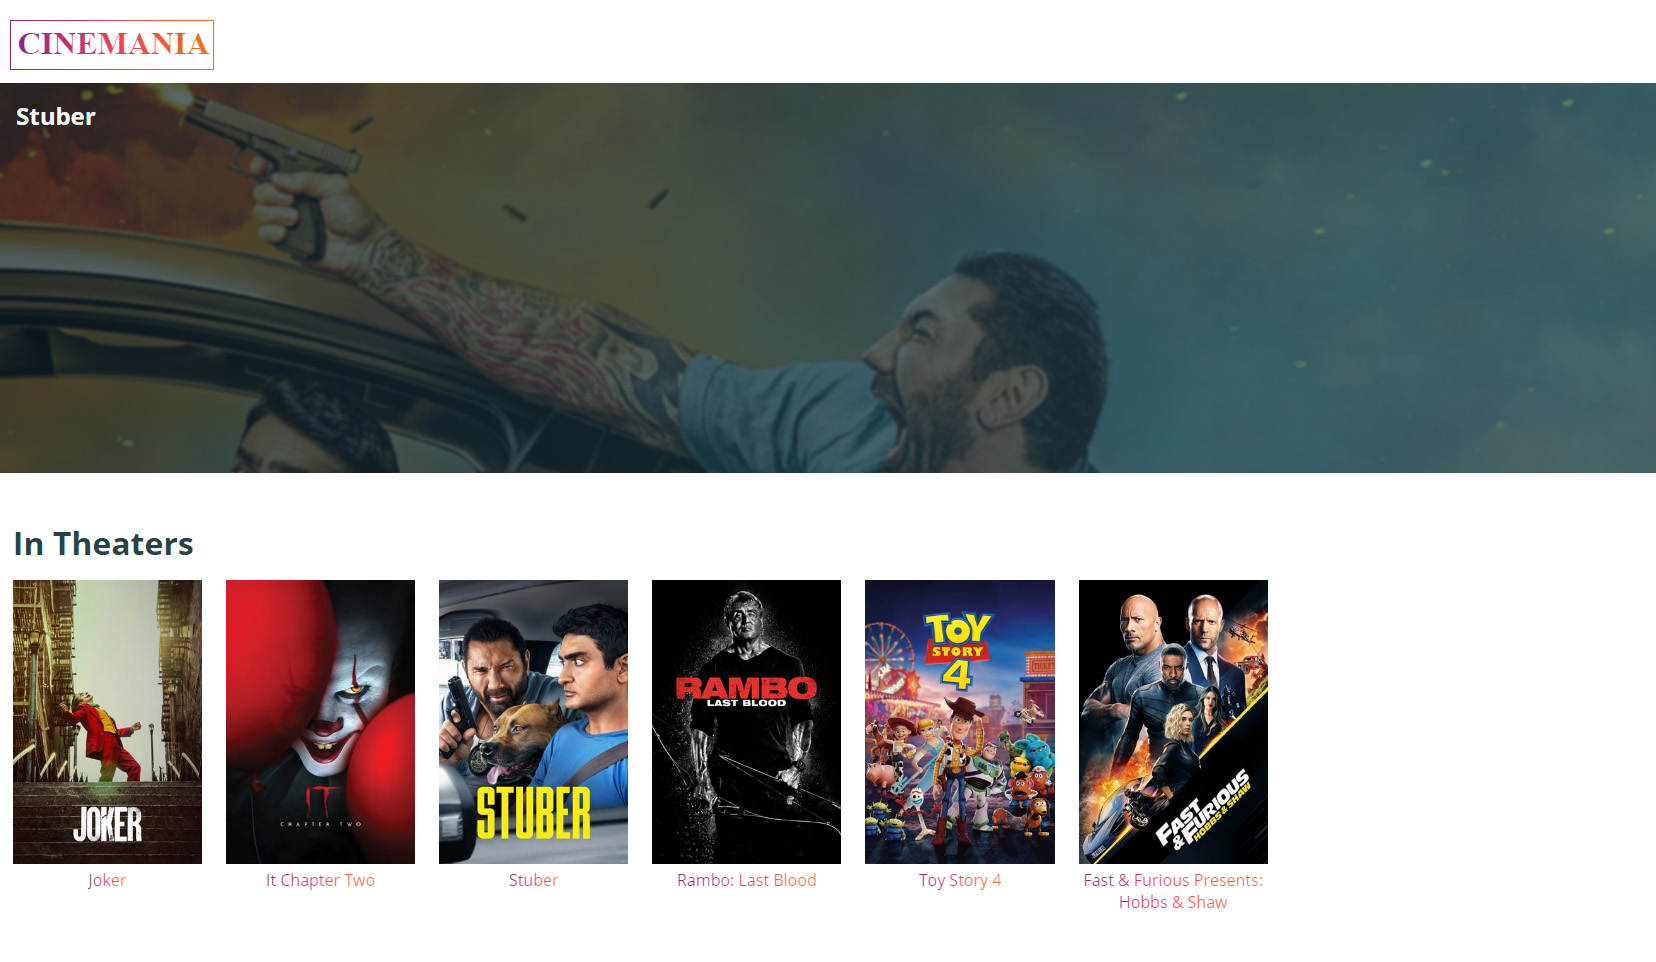 CINEMANIA
Stuber
In Theaters
JOKER
IT
CHAPTER TWO
STUBER
RAMBO
LAST BLOOD
TOY
STORY
4
FAST
& FURIOUS
HOBBS & SHAW
Joker
It Chapter Two
Stuber
Rambo: Last Blood
Toy Story 4
Fast & Furious Presents:
Hobbs & Shaw